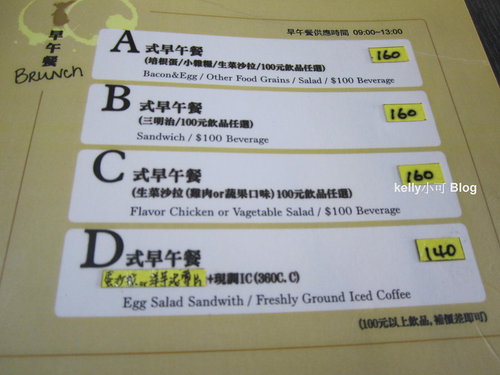 早午餐
BRUNCH
早午餐供應時間 09:00~13:00
A式早午餐 160
(培根蛋/小雜糧/生菜沙拉/100元飲品任選)
Bacon&Egg / Other Food Grains / Salad / $100 Beverage
B式早午餐 160
(三明治/100元飲品任選)
Sandwich / $100 Beverage
C式早午餐 160
(生菜沙拉(雞肉or蔬果口味)100元飲品任選)
kelly小可 Blog
Flavor Chicken or Vagetable Salad / $100 Beverage
D式早午餐 140
+現調IC(360C.C)
Egg Salad Sandwith / Freshly Ground Iced Coffee
(100元以上飲品,補價差即可)